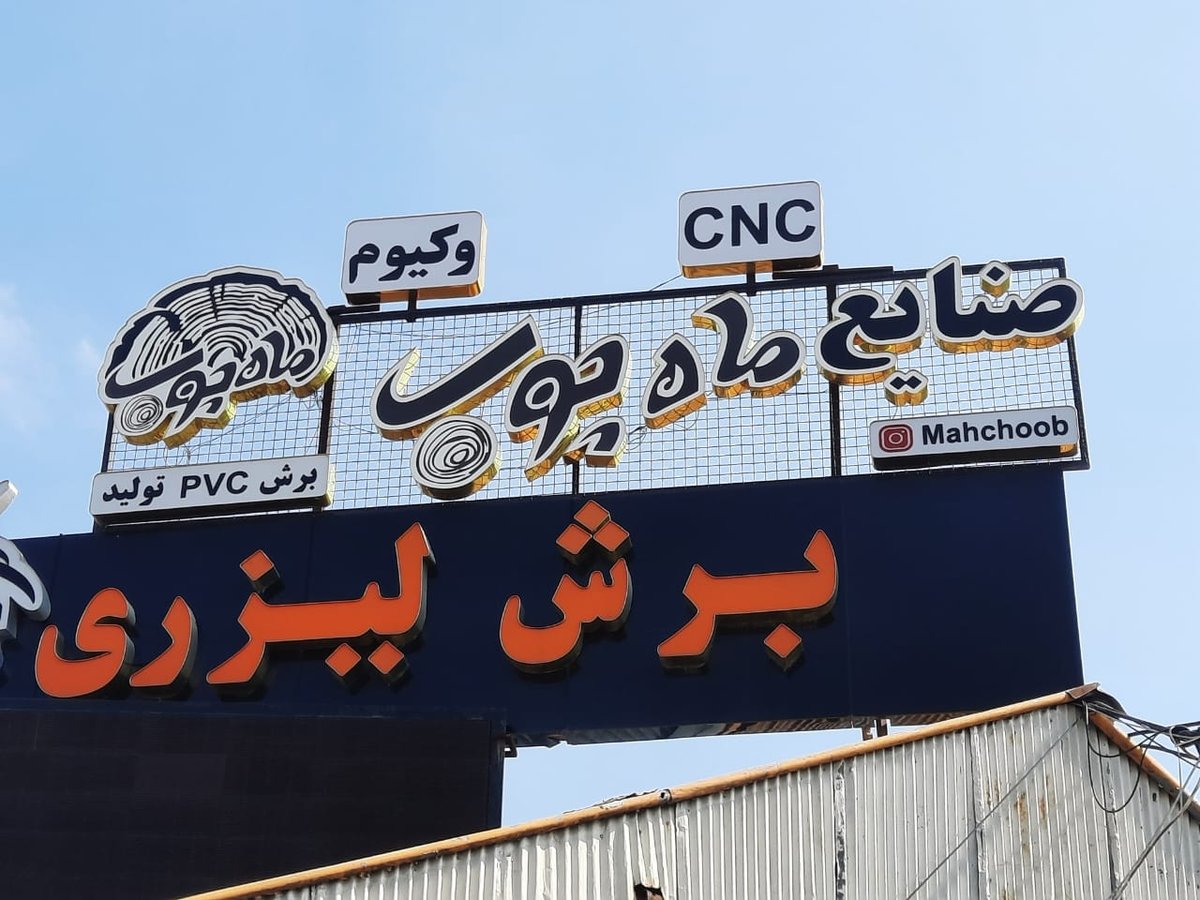 CNC
وکیوم
صنایع ماه چوب
ماه چوب
Mahchoob
برش PVC تولید
برش لیزری